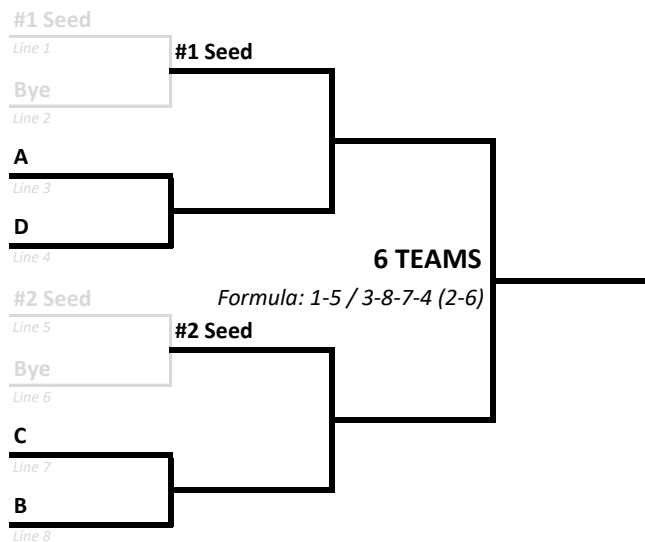 #1 Seed
Line 1
#1 Seed
Bye
Line 2
A
Line 3
D
Line 4
6 TEAMS
Formula: 1-5 / 3-8-7-4 (2-6)
#2 Seed
Line 5
#2 Seed
Bye
Line 6
C
Line 7
B
Line 8